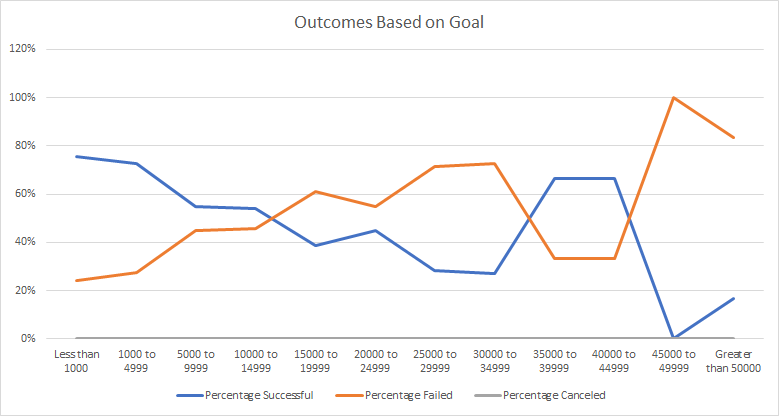 Outcomes Based on Goal
120%
100%
80%
60%
40%
20%
0%
Less than
1000
1000 to
4999
5000 to
9999
10000 to
14999
15000 to
19999
20000 to
24999
25000 to
29999
30000 to
34999
35000 to
39999
40000 to
44999
45000 to
49999
Greater
than 50000
Percentage Successful
Percentage Failed
Percentage Canceled